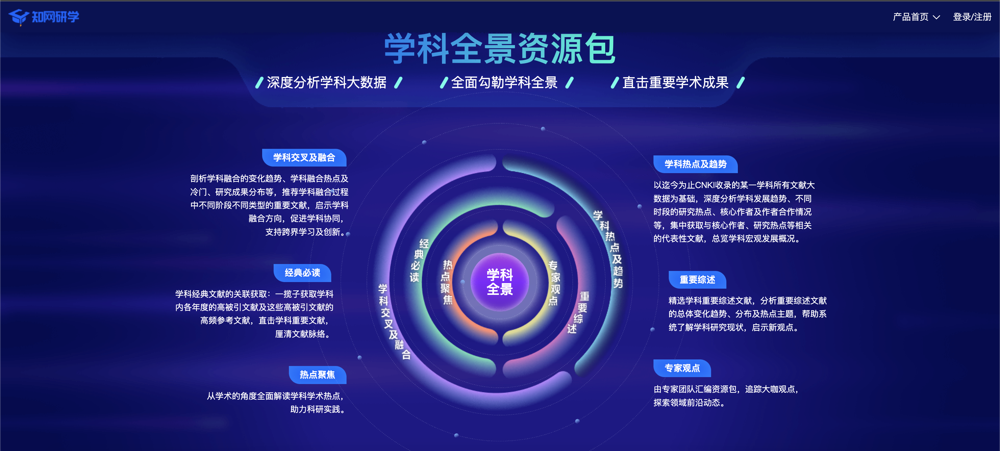 知网研学
产品首页
登录/注册
学科全景资源包
深度分析学科大数据
全面勾勒学科全景
直击重要学术成果
学科交叉及融合
剖析学科融合的变化趋势、学科融合热点及
冷门、研究成果分布等，推荐学科融合过程
中不同阶段不同类型的重要文献，启示学科
融合方向，促进学科协同，
支持跨界学习及创新。
经典必读
学科经典文献的关联获取：一揽子获取学科
内各年度的高被引文献及这些高被引文献的
高频参考文献，直击学科重要文献，
厘清文献脉络。
热点聚焦
从学术的角度全面解读学科学术热点，
助力科研实践。
学科交叉及融合
经典必读
热点聚焦
学科
全景
专家观点
重要综述
学科热点及趋势
学科热点及趋势
以迄今为止CNKI收录的某一学科所有文献大
数据为基础，深度分析学科发展趋势、不同
时段的研究热点、核心作者及作者合作情况
等，集中获取与核心作者、研究热点等相关
的代表性文献，总览学科宏观发展概况。
重要综述
精选学科重要综述文献，分析重要综述文献
的总体变化趋势、分布及热点主题，帮助系
统了解学科研究现状，启示新观点。
专家观点
由专家团队汇编资源包，追踪大咖观点，
探索领域前沿动态。